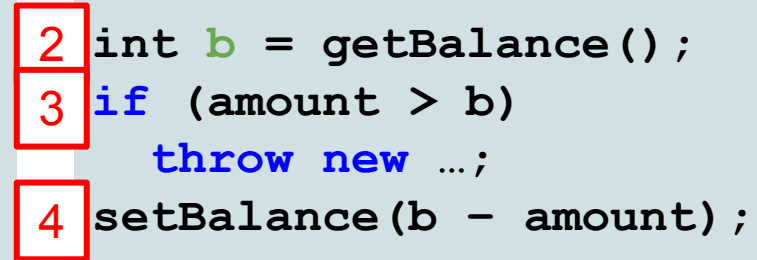 2 int b = getBalance();
3 if (amount > b)
throw new …;
4 setBalance(b – amount);